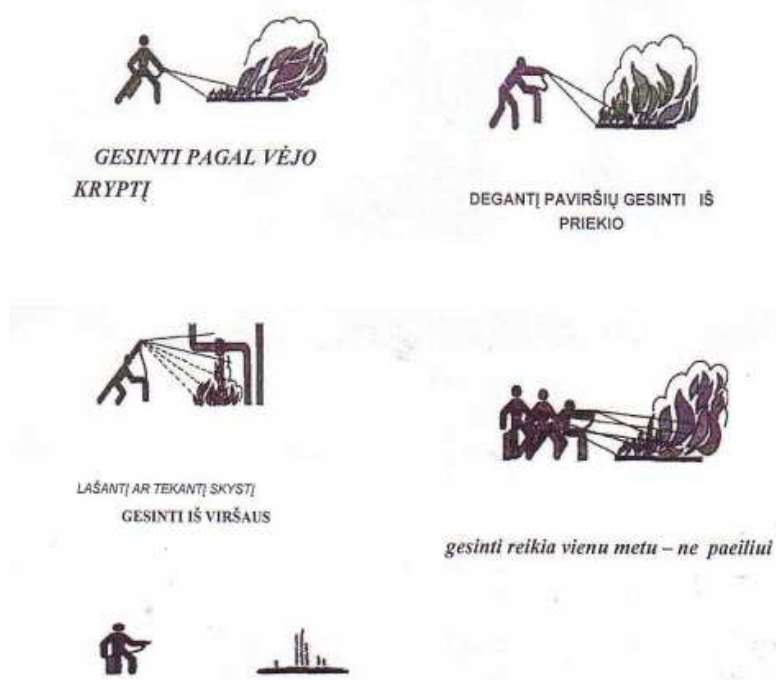 GESINTI PAGAL VĖJO
KRYPTĮ
DEGANTĮ PAVIRŠIŲ GESINTI IŠ
PRIEKIO
LAŠANTĮ AR TEKANTĮ SKYSTĮ
GESINTI IŠ VIRŠAUS
gesinti reikia vienu metu – ne paeiliui